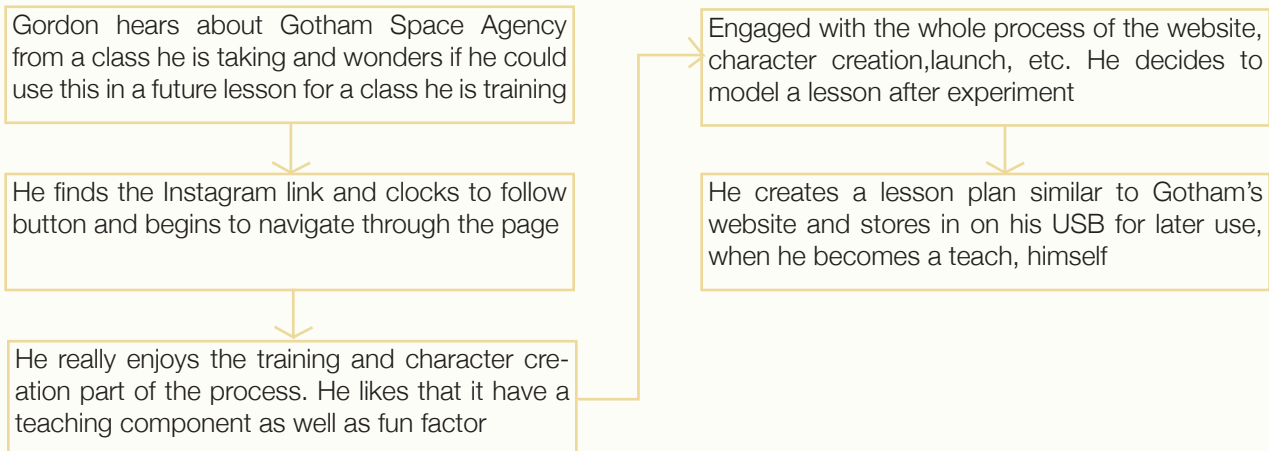 Gordon hears about Gotham Space Agency
from a class he is taking and wonders if he could
use this in a future lesson for a class he is training
He finds the Instagram link and clocks to follow
button and begins to navigate through the page
He really enjoys the training and character cre-
ation part of the process. He likes that it have a
teaching component as well as fun factor
Engaged with the whole process of the website,
character creation,launch, etc. He decides to
model a lesson after experiment
He creates a lesson plan similar to Gotham’s
website and stores in on his USB for later use,
when he becomes a teach, himself